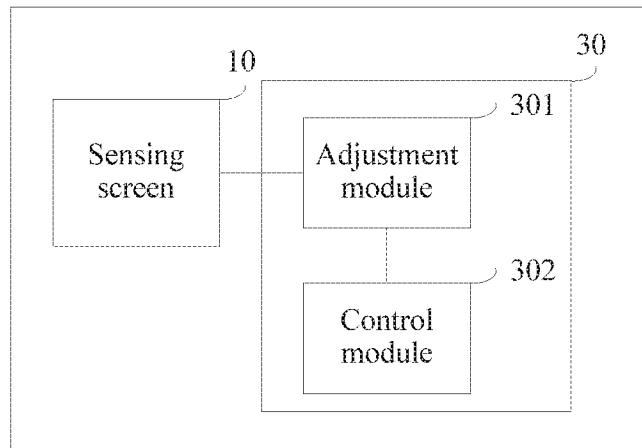 10
30
Sensing
screen
301
Adjustment
module
302
Control
module